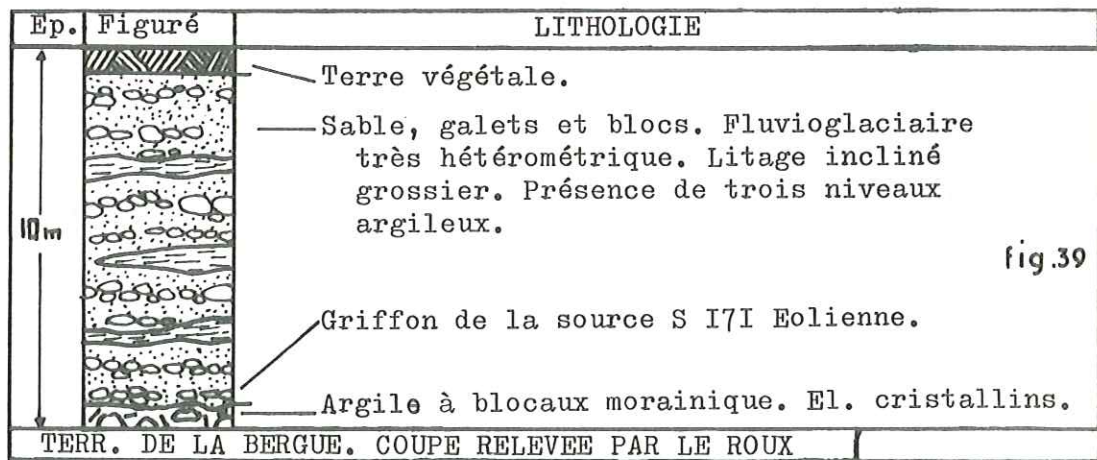 Ep. Figuré LITHOLOGIE
Terre végétale.
Sable, galets et blocs. Fluvioglaciaire
très hétérométrique. Litage incliné
grossier. Présence de trois niveaux
argileux.
10m
fig.39
Griffon de la source S I7I Eolienne.
Argile à blocaux morainique. El. cristallins.
TERR. DE LA BERGUE. COUPE RELEVEE PAR LE ROUX